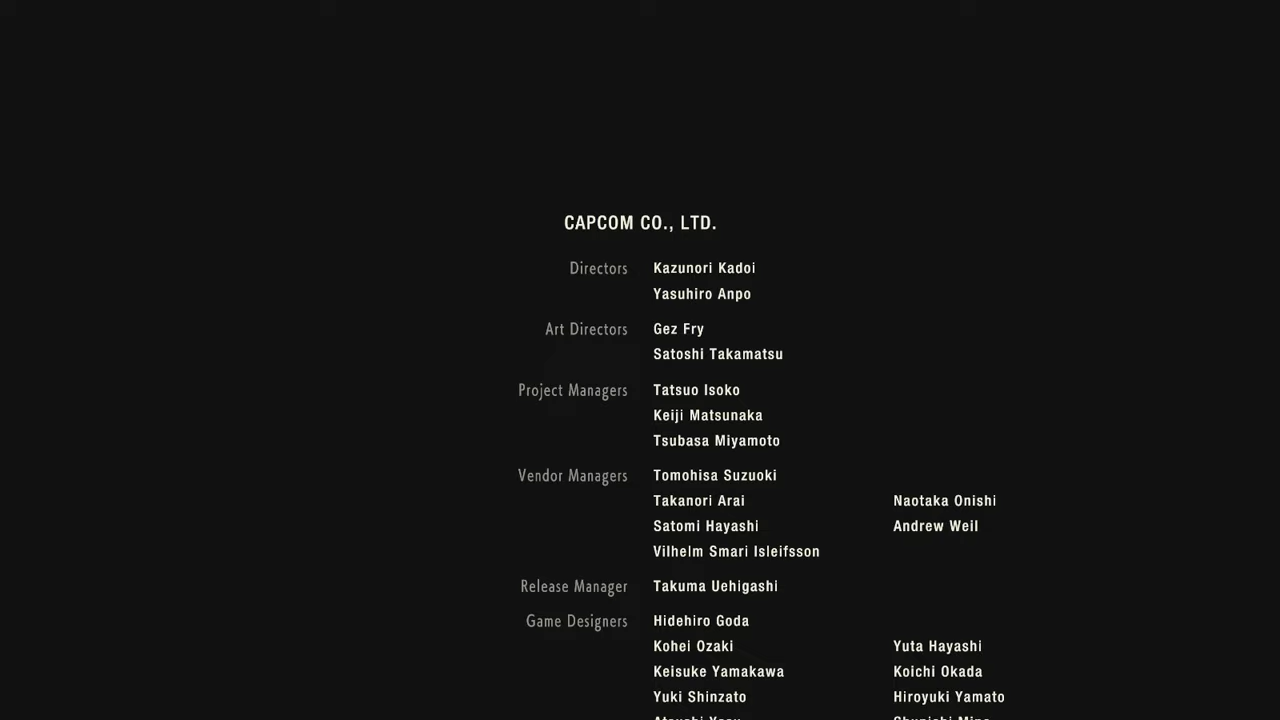 CAPCOM CO., LTD.
Directors Kazunori Kadoi
Yasuhiro Anpo
Art Directors Gez Fry
Satoshi Takamatsu
Project Managers Tatsuo Isoko
Keiji Matsunaka
Tsubasa Miyamoto
Vendor Managers Tomohisa Suzuoki
Takanori Arai Naotaka Onishi
Satomi Hayashi Andrew Weil
Vilhelm Smari Isleifsson
Release Manager Takuma Uehigashi
Game Designers Hidehiro Goda
Kohei Ozaki Yuta Hayashi
Keisuke Yamakawa Koichi Okada
Yuki Shinzato Hiroyuki Yamato